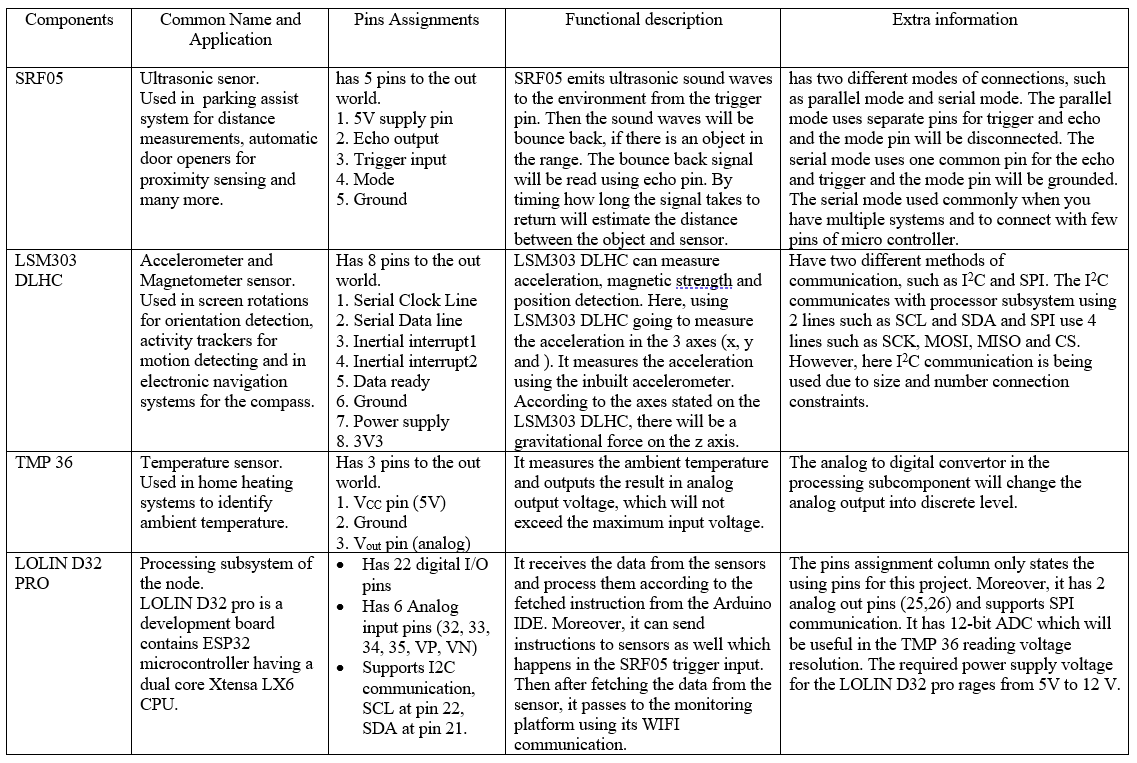 Components
Common Name and
Application
Pins Assignments
Functional description
Extra information
SRF05
Ultrasonic senor.
Used in parking assist
system for distance
measurements, automatic
door openers for
proximity sensing and
many more.
has 5 pins to the out
world.
1. 5V supply pin
2. Echo output
3. Trigger input
4. Mode
5. Ground
SRF05 emits ultrasonic sound waves
to the environment from the trigger
pin. Then the sound waves will be
bounce back, if there is an object in
the range. The bounce back signal
will be read using echo pin. By
timing how long the signal takes to
return will estimate the distance
between the object and sensor.
has two different modes of connections, such
as parallel mode and serial mode. The parallel
mode uses separate pins for trigger and echo
and the mode pin will be disconnected. The
serial mode uses one common pin for the echo
and trigger and the mode pin will be grounded.
The serial mode used commonly when you
have multiple systems and to connect with few
pins of micro controller.
LSM303
DLHC
Accelerometer and
Magnetometer sensor.
Used in screen rotations
for orientation detection,
activity trackers for
motion detecting and in
electronic navigation
systems for the compass.
Has 8 pins to the out
world.
1. Serial Clock Line
2. Serial Data line
3. Inertial interrupt1
4. Inertial interrupt2
5. Data ready
6. Ground
7. Power supply
8. 3V3
LSM303 DLHC can measure
acceleration, magnetic strength and
position detection. Here, using
LSM303 DLHC going to measure
the acceleration in the 3 axes (x, y
and ). It measures the acceleration
using the inbuilt accelerometer.
According to the axes stated on the
LSM303 DLHC, there will be a
gravitational force on the z axis.
Have two different methods of
communication, such as I²C and SPI. The I²C
communicates with processor subsystem using
2 lines such as SCL and SDA and SPI use 4
lines such as SCK, MOSI, MISO and CS.
However, here I²C communication is being
used due to size and number connection
constraints.
TMP 36
Temperature sensor.
Used in home heating
systems to identify
ambient temperature.
Has 3 pins to the out
world.
1. Vcc pin (5V)
2. Ground
3. Vout pin (analog)
It measures the ambient temperature
and outputs the result in analog
output voltage, which will not
exceed the maximum input voltage.
The analog to digital convertor in the
processing subcomponent will change the
analog output into discrete level.
LOLIN D32
PRO
Processing subsystem of
the node.
LOLIN D32 pro is a
development board
contains ESP32
microcontroller having a
dual core Xtensa LX6
CPU.
• Has 22 digital I/O
pins
• Has 6 Analog
input pins (32, 33,
34, 35, VP, VN)
• Supports I2C
communication,
SCL at pin 22,
SDA at pin 21.
It receives the data from the sensors
and process them according to the
fetched instruction from the Arduino
IDE. Moreover, it can send
instructions to sensors as well which
happens in the SRF05 trigger input.
Then after fetching the data from the
sensor, it passes to the monitoring
platform using its WIFI
communication.
The pins assignment column only states the
using pins for this project. Moreover, it has 2
analog out pins (25,26) and supports SPI
communication. It has 12-bit ADC which will
be useful in the TMP 36 reading voltage
resolution. The required power supply voltage
for the LOLIN D32 pro rages from 5V to 12 V.